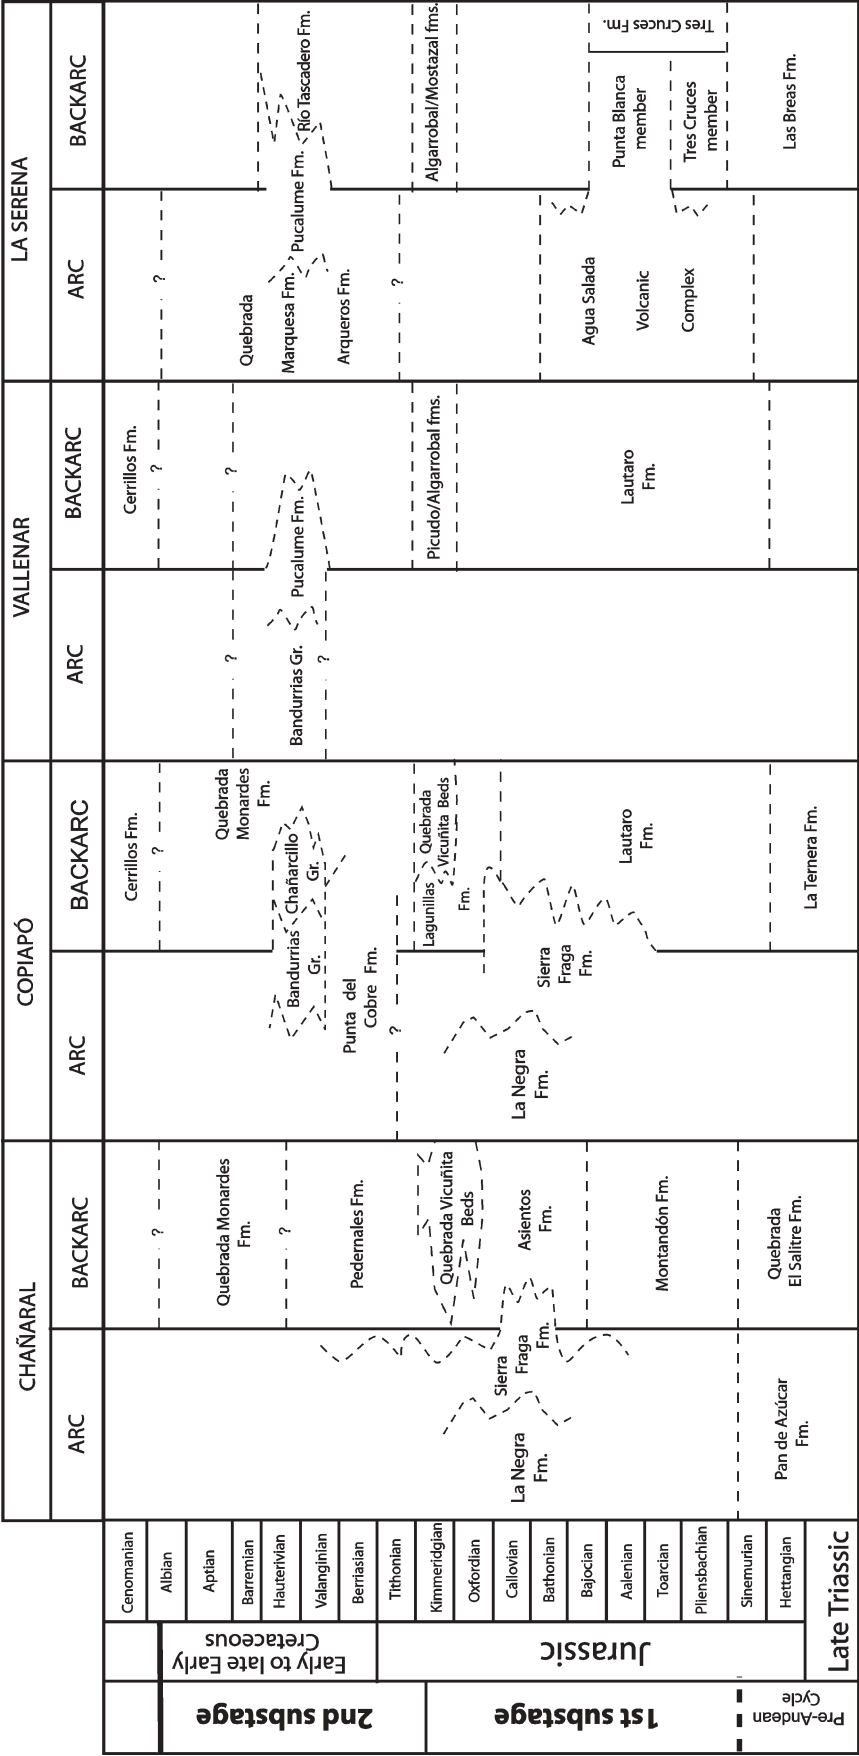 CHAÑARAL
COPIAPÓ
VALLENAR
LA SERENA
ARC
BACKARC
ARC
BACKARC
ARC
BACKARC
ARC
BACKARC
2nd substage
1st substage
Pre-Andean
Cycle
Early to late Early
Cretaceous
Jurassic
Late Triassic
Cenomanian
Albian
Aptian
Barremian
Hauterivian
Valanginian
Berriasian
Tithonian
Kimmeridgian
Oxfordian
Callovian
Bathonian
Bajocian
Aalenian
Toarcian
Pliensbachian
Sinemurian
Hettangian
La Negra
Fm.
Sierra
Fraga
Fm.
Pan de Azúcar
Fm.
?
Quebrada Monardes
Fm.
?
Pedernales Fm.
Quebrada Vicuñita
Beds
Asientos
Fm.
Montandón Fm.
Quebrada
El Salitre Fm.
Punta del
Cobre Fm.
?
La Negra
Fm.
Sierra
Fraga
Fm.
Cerrillos Fm.
?
Quebrada
Monardes
Fm.
Bandurrias
Gr.
Chañarcillo
Gr.
Lagunillas
Fm.
Quebrada
Vicuñita Beds
Lautaro
Fm.
La Ternera Fm.
?
Bandurrias Gr.
?
Cerrillos Fm.
?
?
Pucalume Fm.
Picudo/Algarrobal fms.
Lautaro
Fm.
?
Quebrada
Marquesa Fm.
Arqueros Fm.
?
Agua Salada
Volcanic
Complex
Pucalume Fm.
Río Tascadero Fm.
Algarrobal/Mostazal fms.
Punta Blanca
member
Tres Cruces
member
Tres Cruces Fm.
Las Breas Fm.